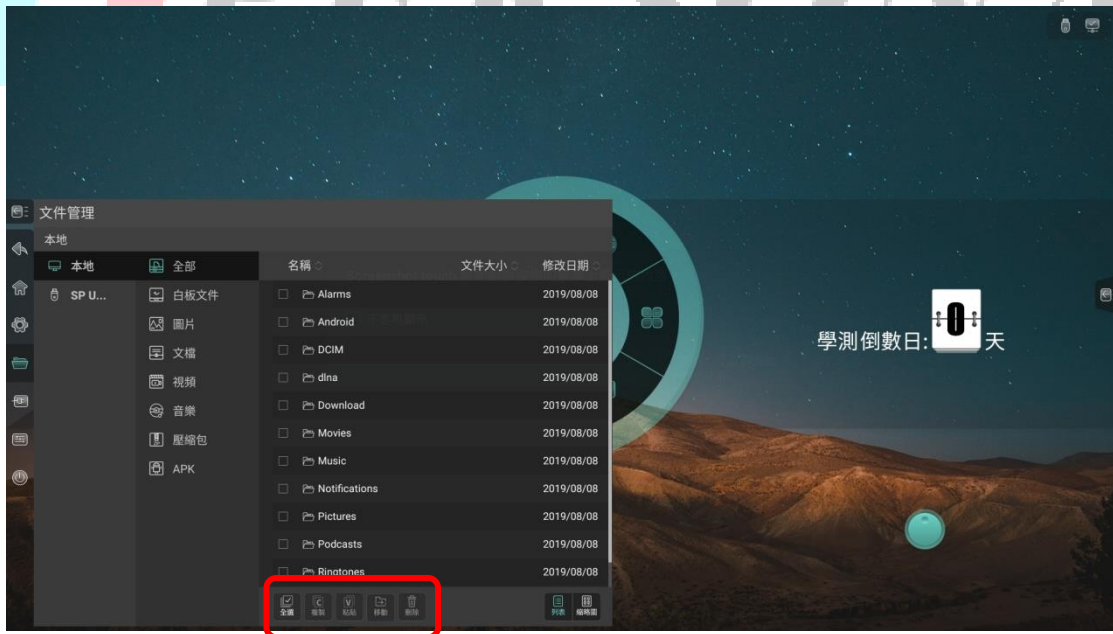 文件管理
本地
本地
SP U...
全部
白板文件
圖片
文檔
視頻
音樂
壓縮包
APK
名稱 文件大小 修改日期
Alarms 2019/08/08
Android 2019/08/08
DCIM 2019/08/08
dlna 2019/08/08
Download 2019/08/08
Movies 2019/08/08
Music 2019/08/08
Notifications 2019/08/08
Pictures 2019/08/08
Podcasts 2019/08/08
Ringtones 2019/08/08
全選 複製 粘貼 移動 刪除 列表 縮略圖
學測倒數日: 0 天